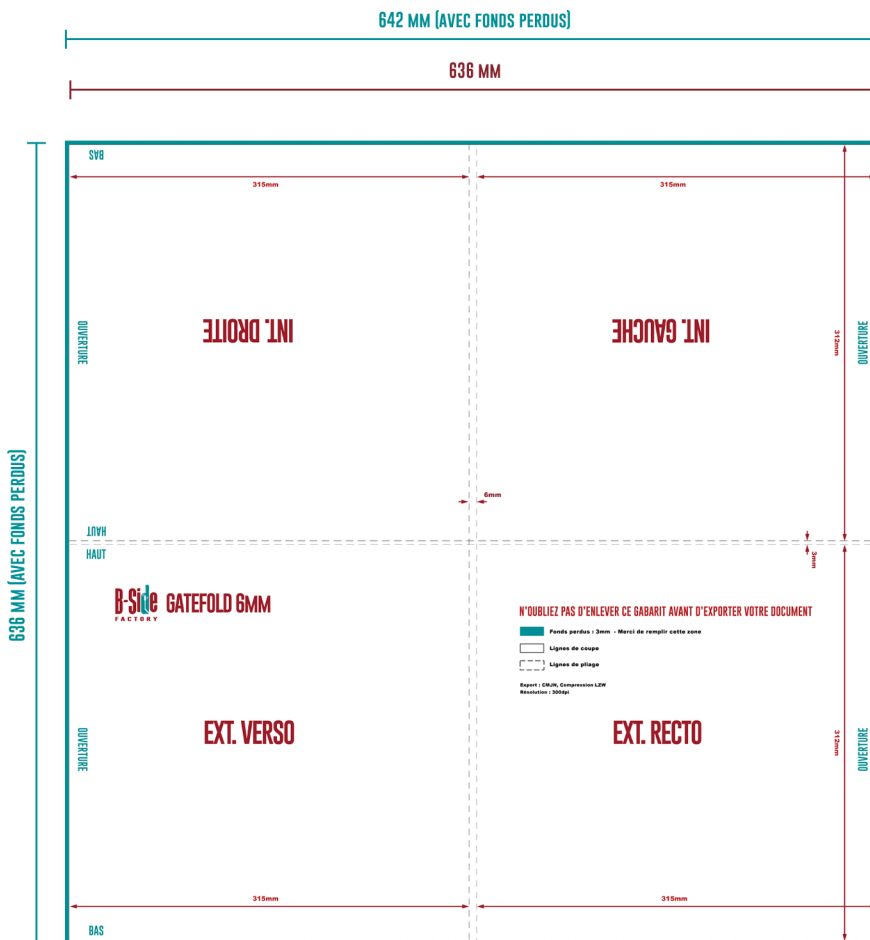 642 MM (AVEC FONDS PERDUS)
636 MM
BAS
315mm
315mm
OUVERTURE
INT. DROITE
INT. GAUCHE
312mm
OUVERTURE
636 MM (AVEC FONDS PERDUS)
6mm
HAUT
HAUT
3mm
B-Side
FACTORY
GATEFOLD 6MM
N'OUBLIEZ PAS D'ENLEVER CE GABARIT AVANT D'EXPORTER VOTRE DOCUMENT
Fonds perdus : 3mm - Merci de remplir cette zone
Lignes de coupe
Lignes de pliage
Export : CMJN, Compression LZW
Résolution : 300dpi
OUVERTURE
EXT. VERSO
EXT. RECTO
312mm
OUVERTURE
315mm
315mm
BAS